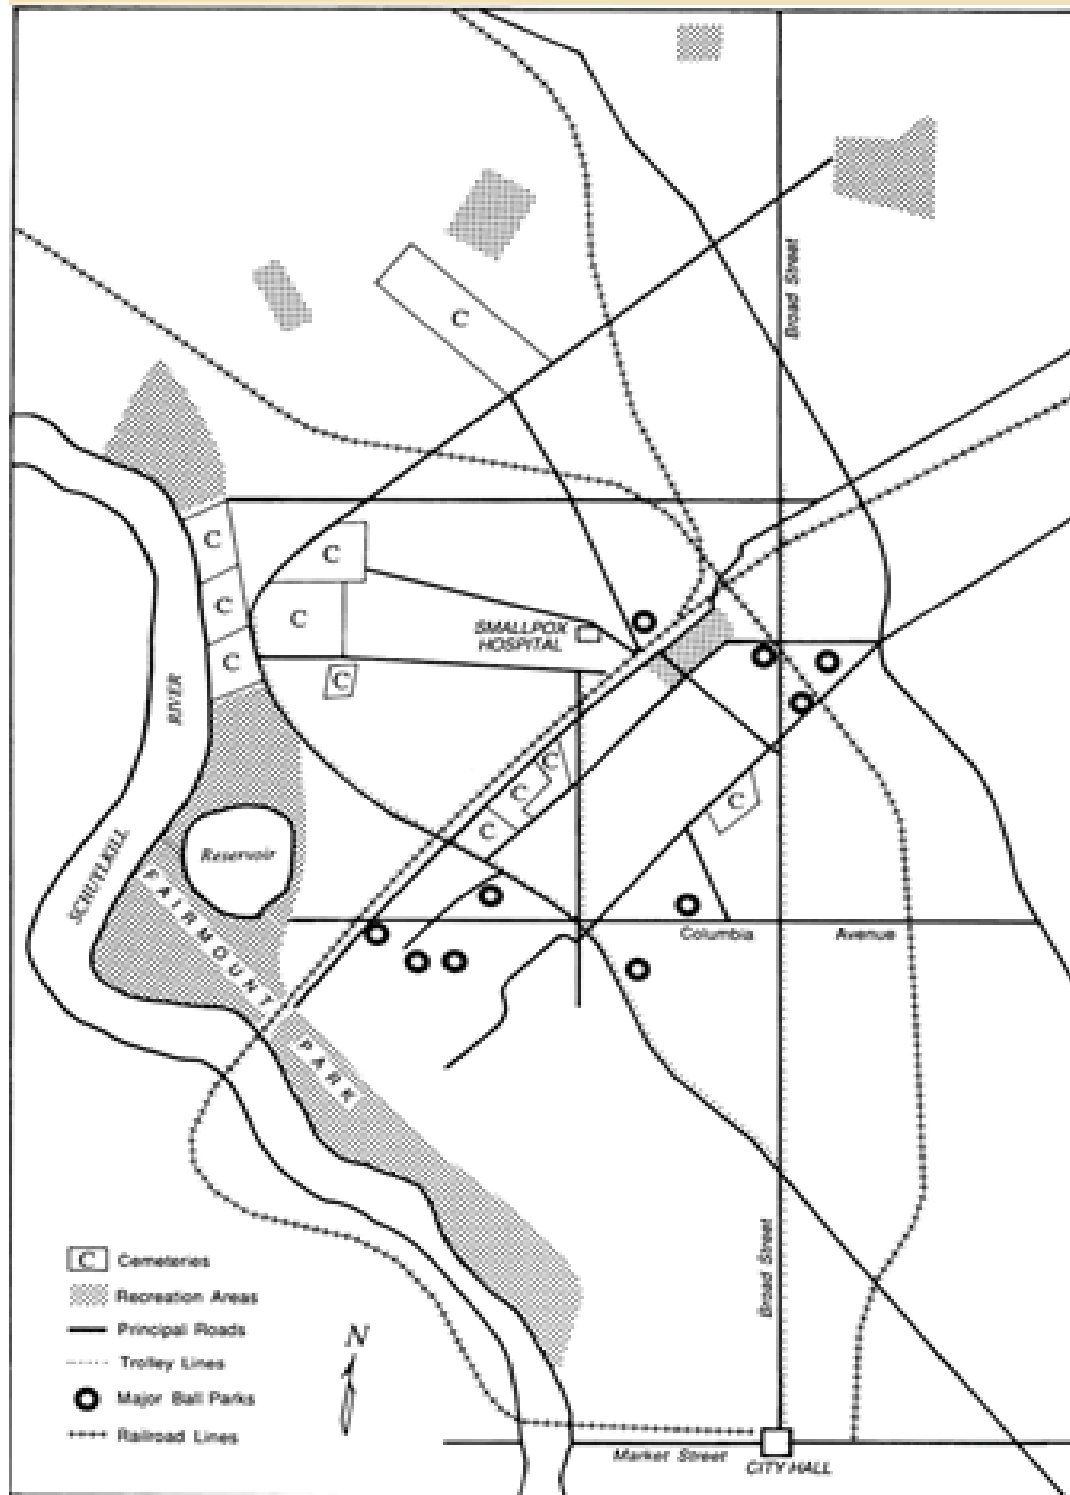 Broad Street
C
C
C
SMALLPOX
HOSPITAL
C
C
C
C
RIVER
C
C
C
C
Reservoir
SCHUYLKILL
FAIRMOUNT
PARK
Columbia Avenue
Broad Street
C Cemeteries
Recreation Areas
Principal Roads
Trolley Lines
Major Ball Parks
Railroad Lines
N
Market Street
CITY HALL